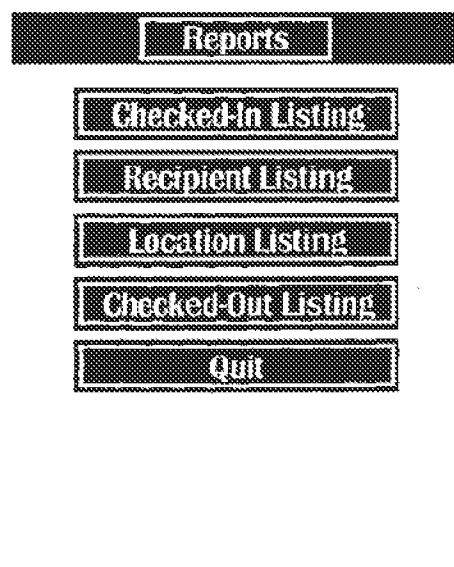 Reports
Checked-In Listing
Recipient Listing
Location Listing
Checked-Out Listing
Quit